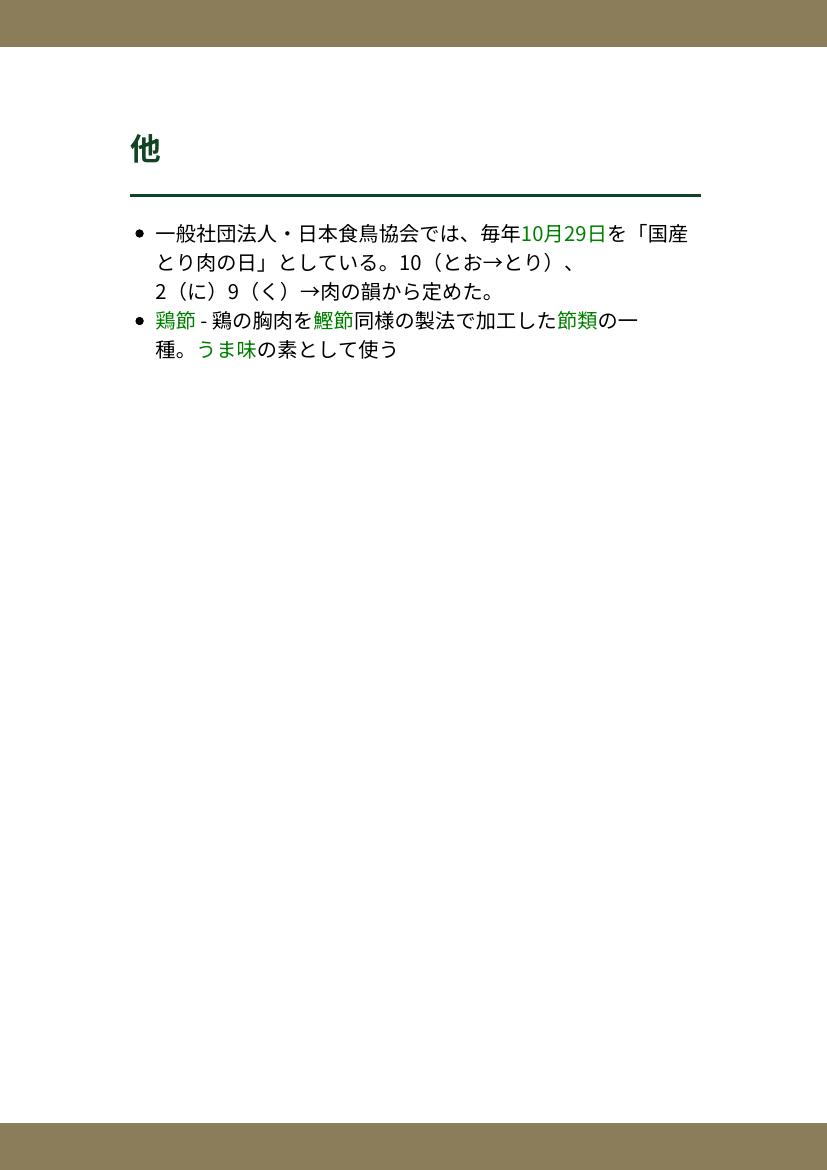 他
一般社団法人・日本食鳥協会では、毎年10月29日を「国産
とり肉の日」としている。10（とお→とり）、
2（に）9（く）→肉の韻から定めた。
鶏節 - 鶏の胸肉を鰹節同様の製法で加工した節類の一
種。うま味の素として使う